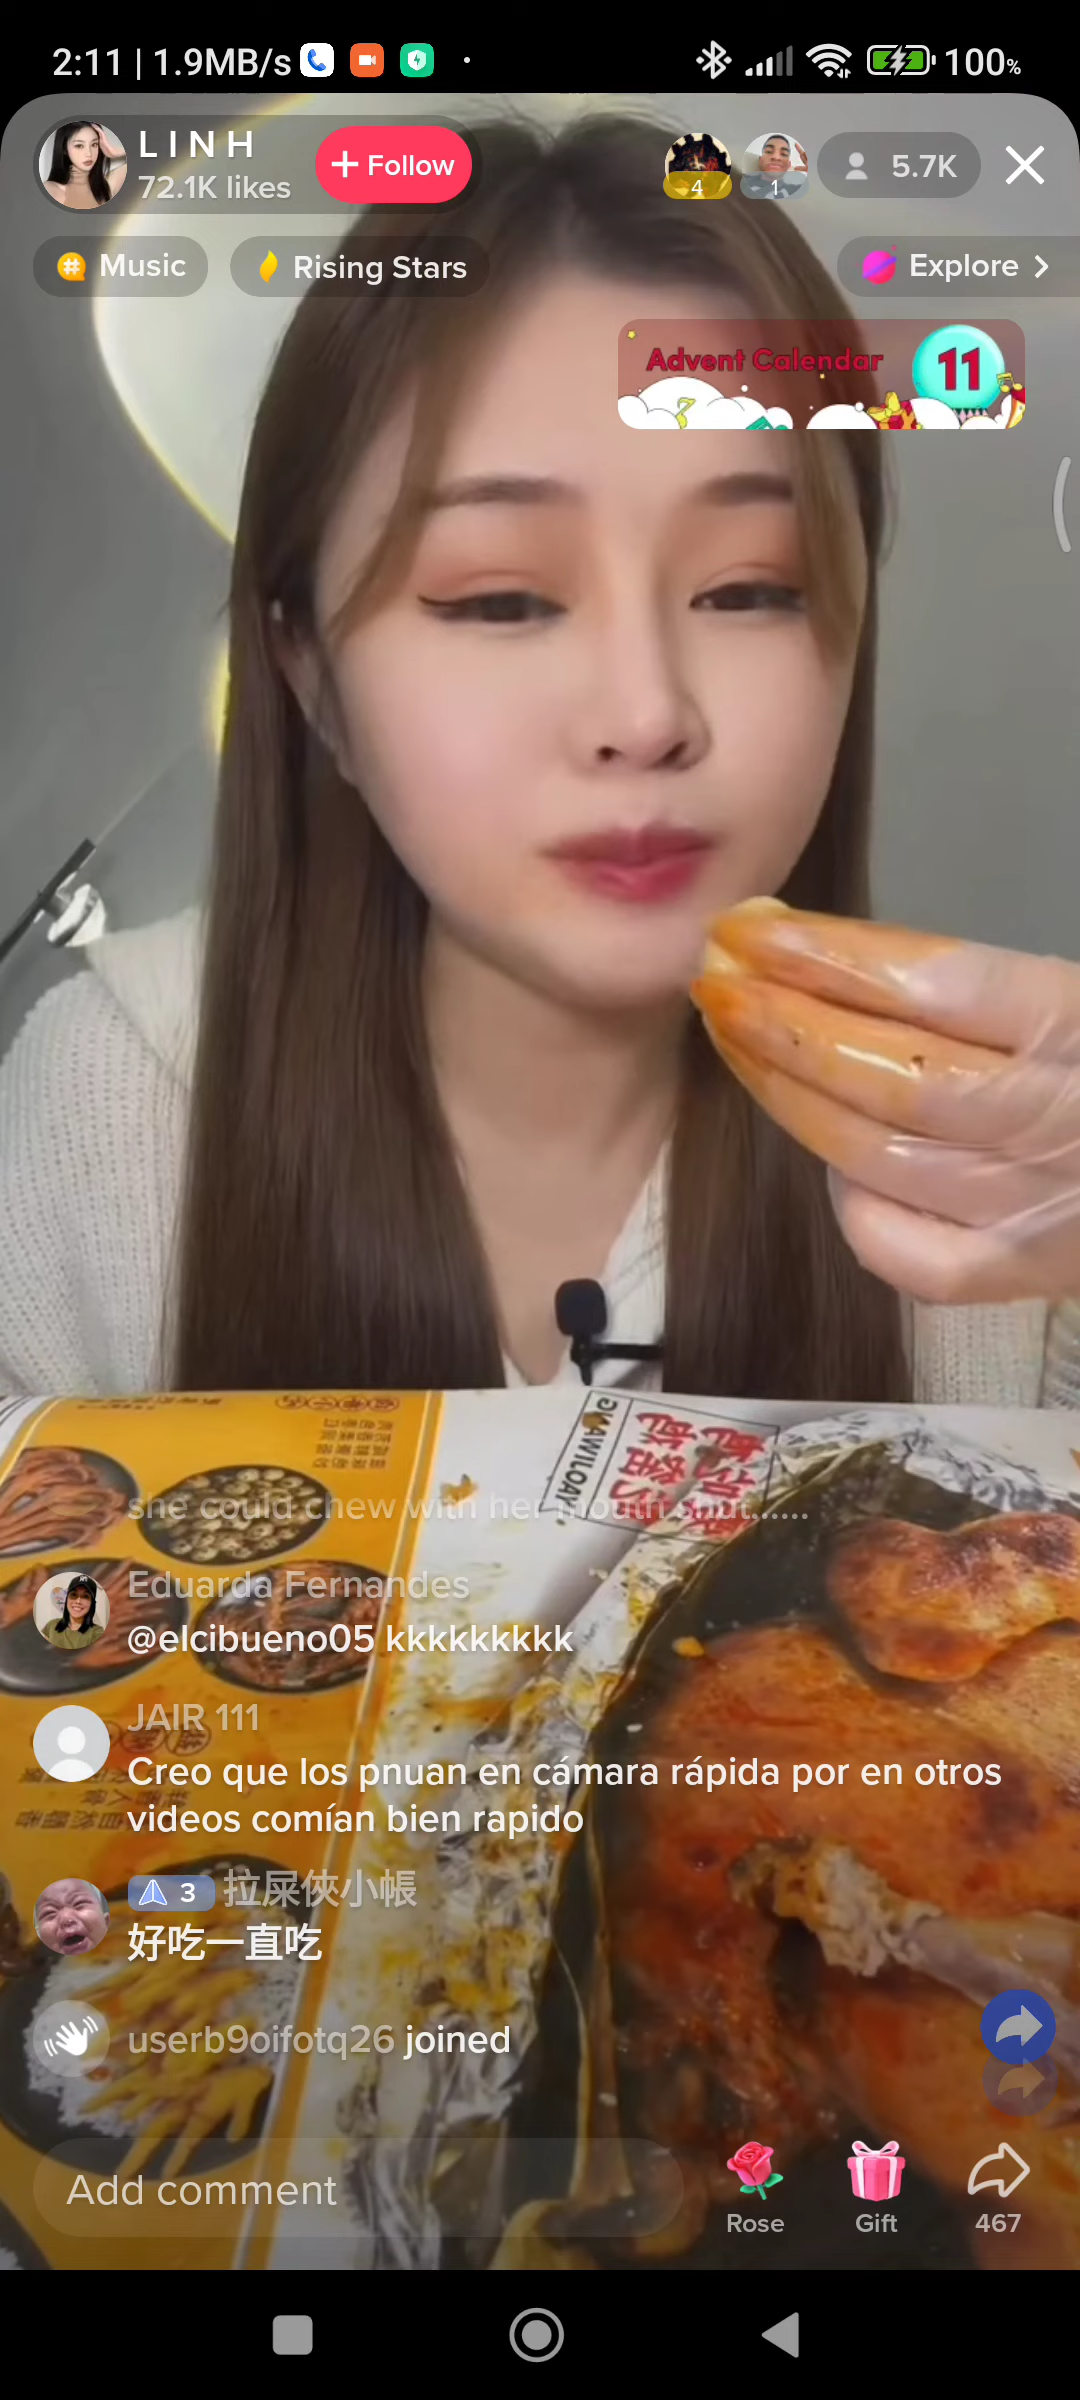 2:11 | 1.9MB/s
100%
L I N H
72.1K likes
+ Follow
4
1
5.7K
Music
Rising Stars
Explore >
Advent Calendar
11
she could chew with her mouth shut......
Eduarda Fernandes
@elcibueno05 kkkkkkkkk
JAIR 111
Creo que los pnuan en cámara rápida por en otros
videos comían bien rapido
3 拉屎俠小帳
好吃一直吃
userb9oifotq26 joined
Add comment
Rose
Gift
467